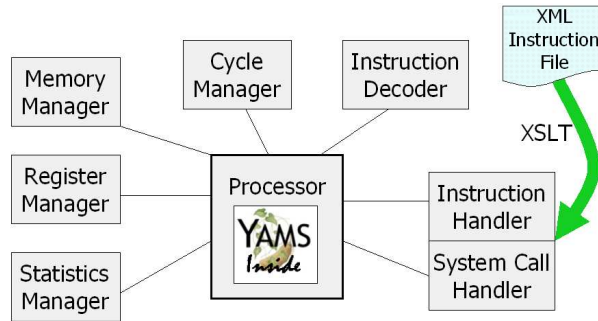 XML
Instruction
File
Cycle
Manager
Instruction
Decoder
Memory
Manager
XSLT
Register
Manager
Processor
YAMS
Inside
Instruction
Handler
System Call
Handler
Statistics
Manager